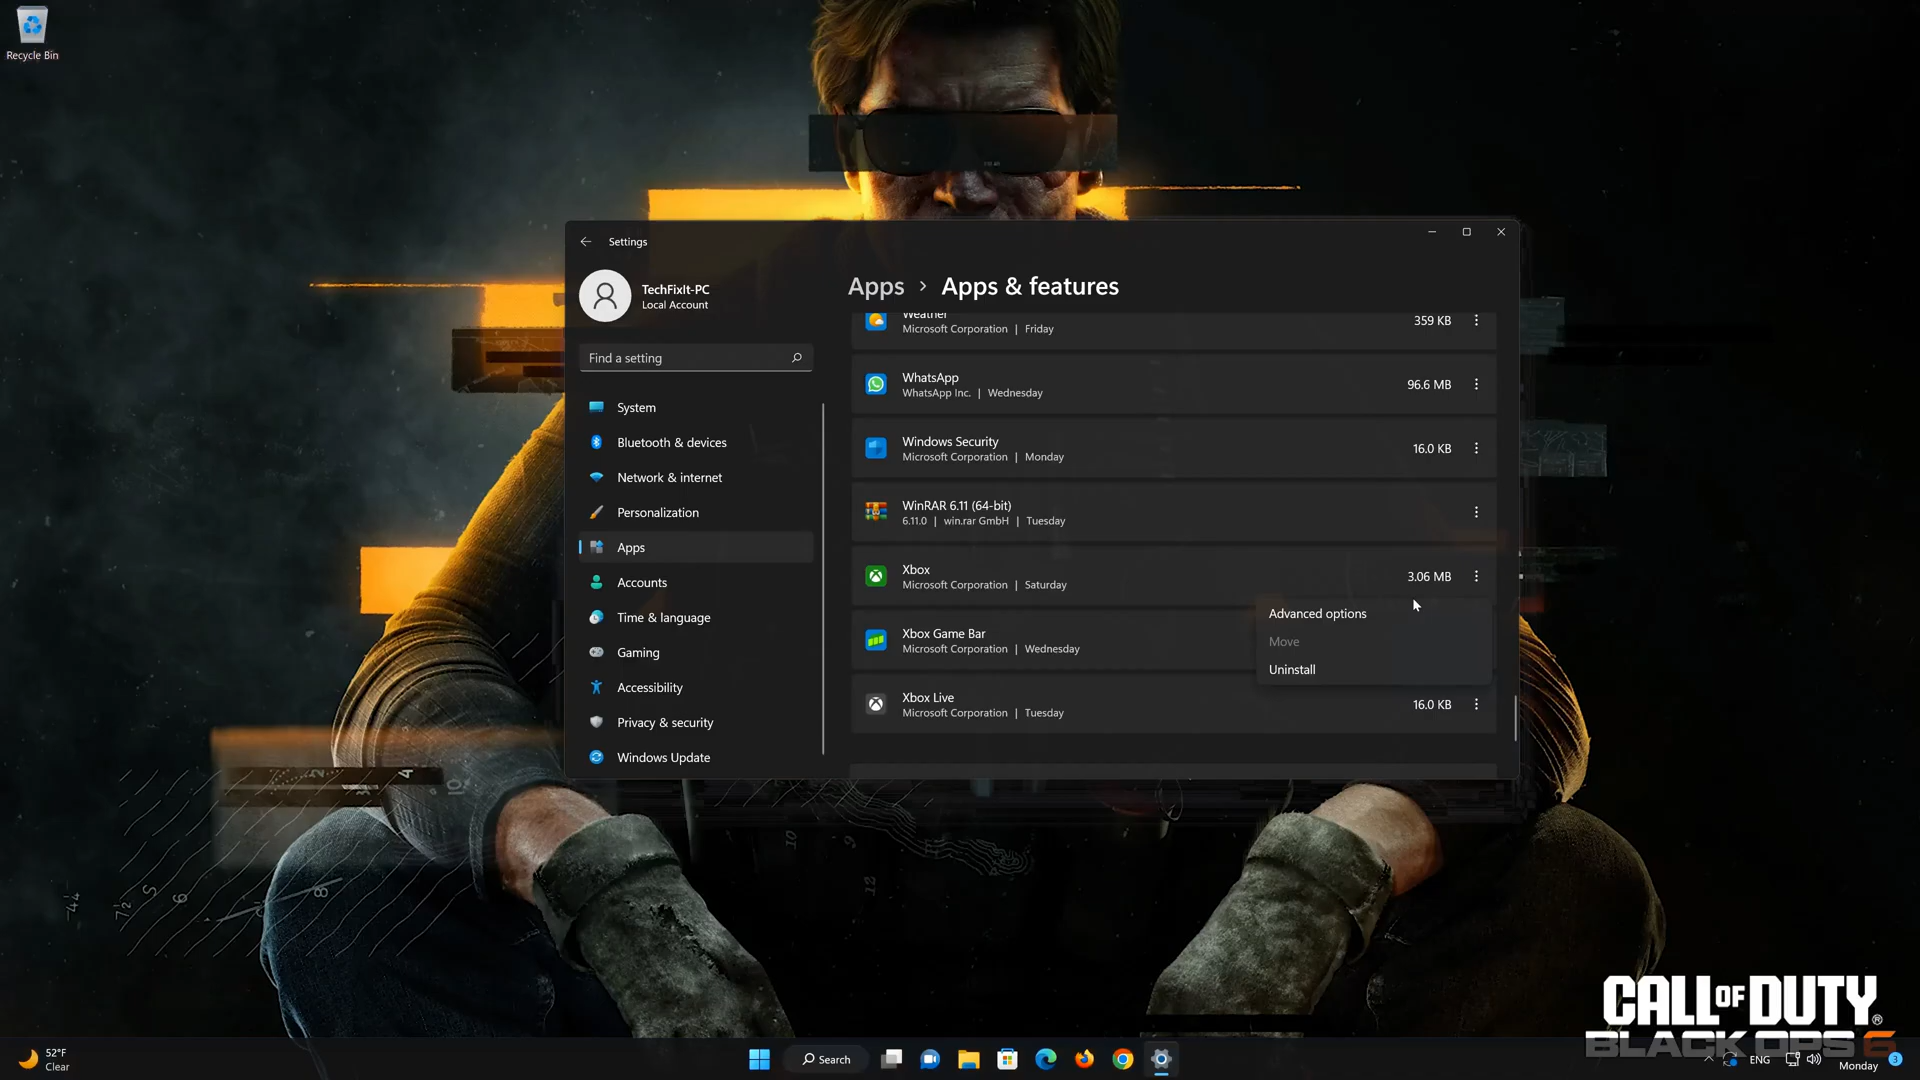 Recycle Bin
Settings
TechFixIt-PC
Local Account
Find a setting
System
Bluetooth & devices
Network & internet
Personalization
Apps
Accounts
Time & language
Gaming
Accessibility
Privacy & security
Windows Update
Apps > Apps & features
Weather
Microsoft Corporation | Friday
359 KB
WhatsApp
WhatsApp Inc. | Wednesday
96.6 MB
Windows Security
Microsoft Corporation | Monday
16.0 KB
WinRAR 6.11 (64-bit)
6.11.0 | win.rar GmbH | Tuesday
Xbox
Microsoft Corporation | Saturday
3.06 MB
Advanced options
Move
Uninstall
Xbox Game Bar
Microsoft Corporation | Wednesday
Xbox Live
Microsoft Corporation | Tuesday
16.0 KB
CALL OF DUTY®
BLACK OPS 6
52°F
Clear
Search
ENG
Monday
3